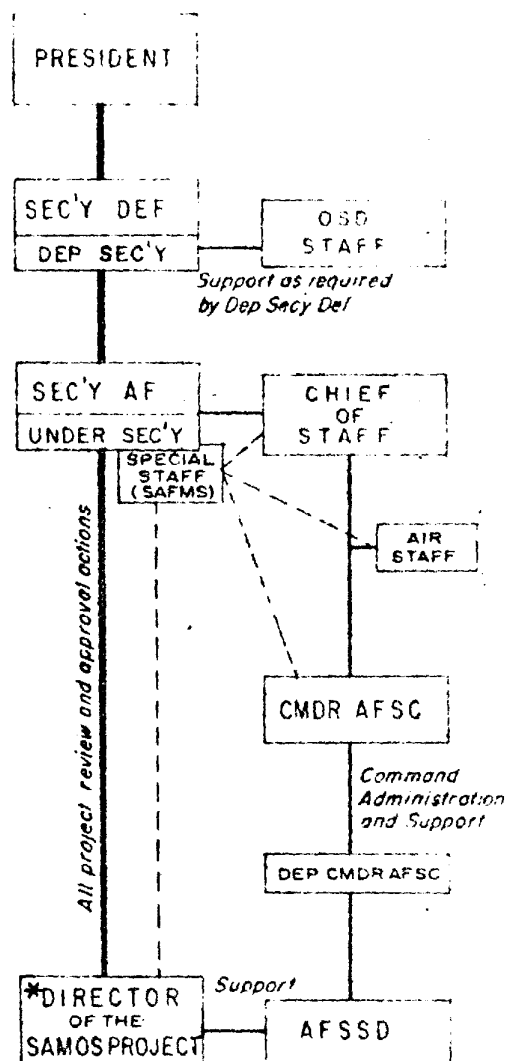 PRESIDENT
SEC'Y DEF
DEP SEC'Y
OSD
STAFF
Support as required
by Dep Secy Def
SEC'Y AF
UNDER SEC'Y
SPECIAL
STAFF
(SAFMS)
CHIEF
OF
STAFF
AIR
STAFF
All project review and approval actions
CMDR AFSC
Command
Administration
and Support
DEP CMDR AFSC
*DIRECTOR
OF THE
SAMOS PROJECT
Support
AFSSD